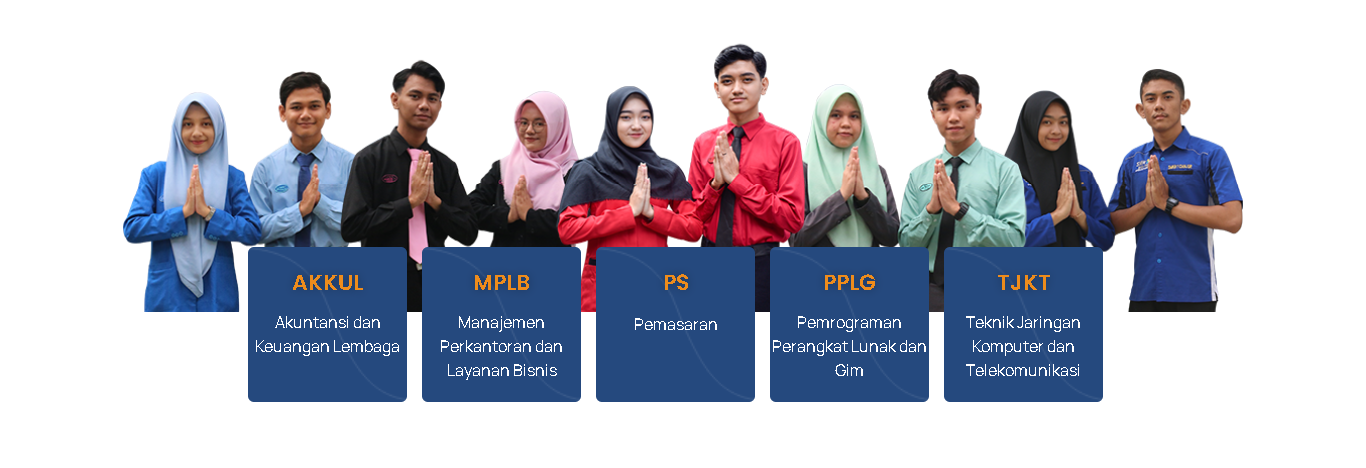 AKKUL
Akuntansi dan
Keuangan Lembaga
MPLB
Manajemen
Perkantoran dan
Layanan Bisnis
PS
Pemasaran
PPLG
Pemrograman
Perangkat Lunak dan
Gim
TJKT
Teknik Jaringan
Komputer dan
Telekomunikasi